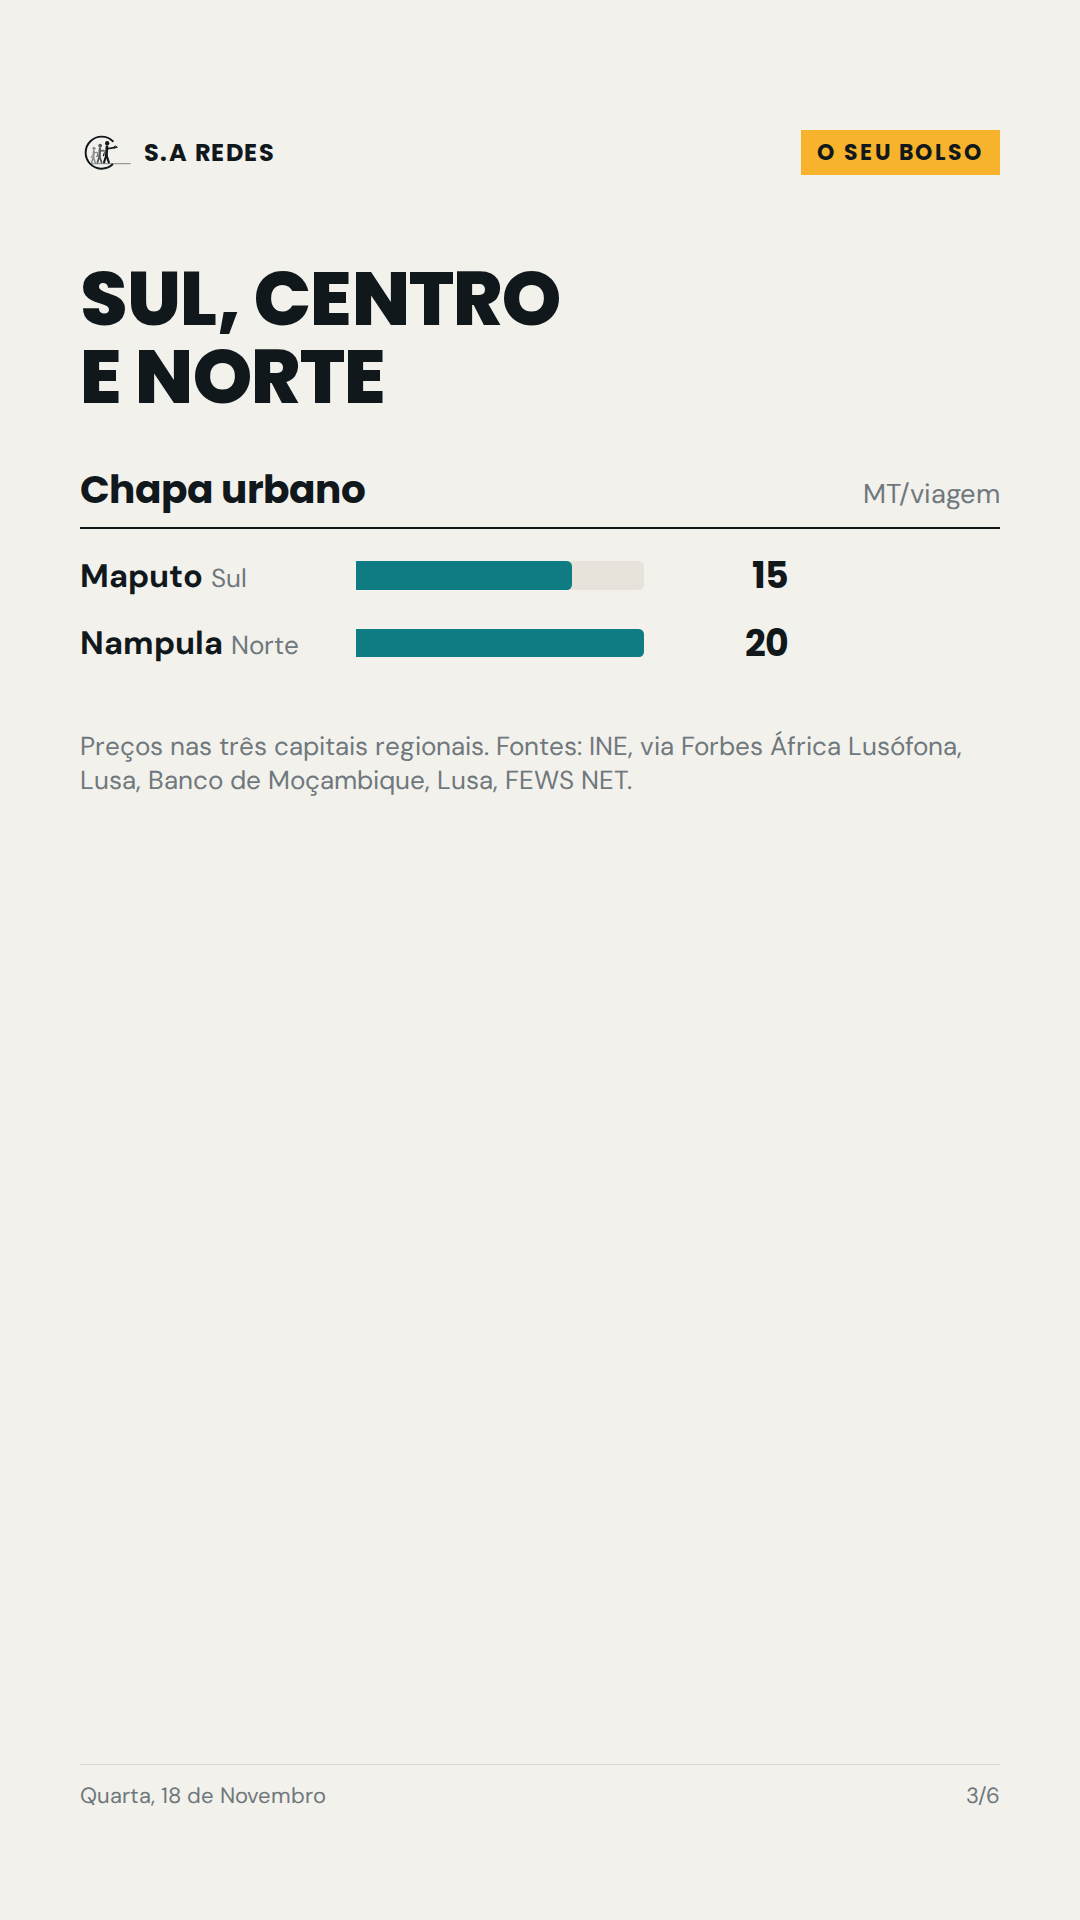 S.A REDES
O SEU BOLSO
SUL, CENTRO
E NORTE
Chapa urbano
MT/viagem
Maputo Sul 15
Nampula Norte 20
Preços nas três capitais regionais. Fontes: INE, via Forbes África Lusófona,
Lusa, Banco de Moçambique, Lusa, FEWS NET.
Quarta, 18 de Novembro
3/6